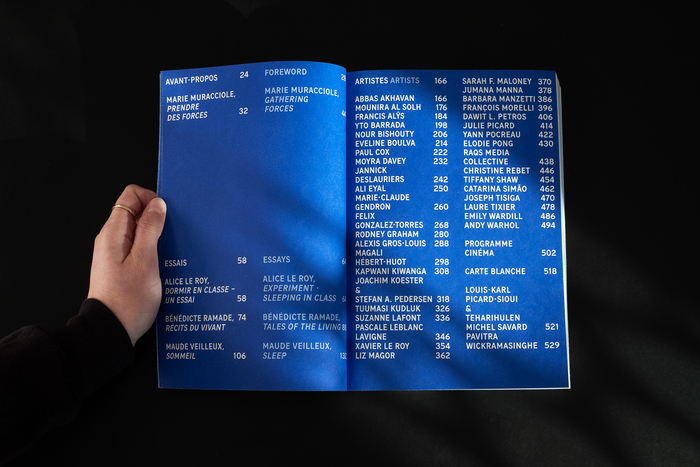 AVANT-PROPOS 24
MARIE MURACCIOLE,
PRENDRE
DES FORCES 32
ESSAIS 58
ALICE LE ROY,
DORMIR EN CLASSE –
UN ESSAI 58
BÉNÉDICTE RAMADE, 74
RÉCITS DU VIVANT
MAUDE VEILLEUX,
SOMMEIL 106
FOREWORD
MARIE MURACCIOLE,
GATHERING
FORCES
ESSAYS
ALICE LE ROY,
EXPERIMENT ·
SLEEPING IN CLASS
BÉNÉDICTE RAMADE,
TALES OF THE LIVING
MAUDE VEILLEUX,
SLEEP
ARTISTES ARTISTS 166
ABBAS AKHAVAN 166
MOUNIRA AL SOLH 176
FRANCIS ALŸS 184
YTO BARRADA 198
NOUR BISHOUTY 206
EVELINE BOULVA 214
PAUL COX 222
MOYRA DAVEY 232
JANNICK
DESLAURIERS 242
ALI EYAL 250
MARIE-CLAUDE
GENDRON 260
FELIX
GONZALEZ-TORRES 268
RODNEY GRAHAM 280
ALEXIS GROS-LOUIS 288
MAGALI
HÉBERT-HUOT 298
KAPWANI KIWANGA 308
JOACHIM KOESTER
&
STEFAN A. PEDERSEN 318
TUUMASI KUDLUK 326
SUZANNE LAFONT 336
PASCALE LEBLANC
LAVIGNE 346
XAVIER LE ROY 354
LIZ MAGOR 362
SARAH F. MALONEY 370
JUMANA MANNA 378
BARBARA MANZETTI 386
FRANÇOIS MORELLI 396
DAWIT L. PETROS 406
JULIE PICARD 414
YANN POCREAU 422
ELODIE PONG 430
RAQS MEDIA
COLLECTIVE 438
CHRISTINE REBET 446
TIFFANY SHAW 454
CATARINA SIMÃO 462
JOSEPH TISIGA 470
LAURE TIXIER 478
EMILY WARDILL 486
ANDY WARHOL 494
PROGRAMME
CINÉMA 502
CARTE BLANCHE 518
LOUIS-KARL
PICARD-SIOUI
&
TEHARIHULEN
MICHEL SAVARD 521
PAVITRA
WICKRAMASINGHE 529